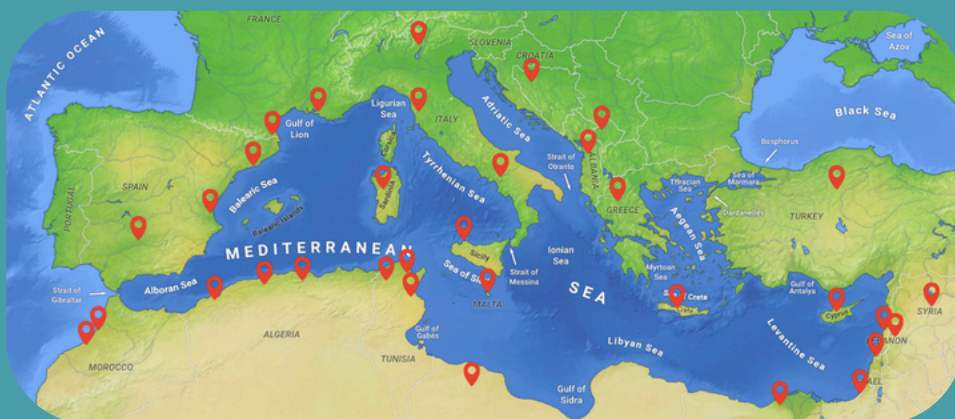 FRANCE
SLOVENIA
CROATIA
Sea of
Azov
ATLANTIC OCEAN
Ligurian
Sea
Gulf of
Lion
ITALY
Adriatic Sea
Black Sea
Bosphorus
Corsica
Strait of
Otranto
ALBANIA
PORTUGAL
SPAIN
Balearic Sea
Balearic Islands
Sardinia
Tyrrhenian Sea
Thracian
Sea
Sea of
Marmara
Dardanelles
GREECE
Aegean Sea
TURKEY
MEDITERRANEAN
SEA
Sicily
Ionian
Sea
Strait of
Messina
Myrtoan
Sea
Strait of
Gibraltar
Alboran Sea
MALTA
Crete
Gulf of
Antalya
Cyprus
SYRIA
MOROCCO
ALGERIA
TUNISIA
Gulf of
Gabes
Libyan Sea
Levantine Sea
Gulf of
Sidra